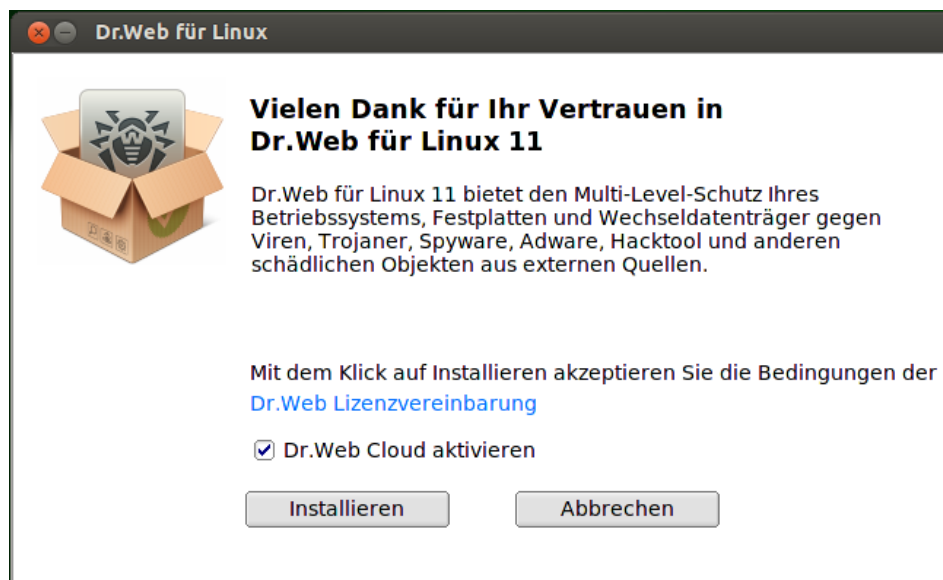 Dr.Web für Linux
Vielen Dank für Ihr Vertrauen in
Dr.Web für Linux 11
Dr.Web für Linux 11 bietet den Multi-Level-Schutz Ihres
Betriebssystems, Festplatten und Wechseldatenträger gegen
Viren, Trojaner, Spyware, Adware, Hacktool und anderen
schädlichen Objekten aus externen Quellen.
Mit dem Klick auf Installieren akzeptieren Sie die Bedingungen der
Dr.Web Lizenzvereinbarung
Dr.Web Cloud aktivieren
Installieren
Abbrechen